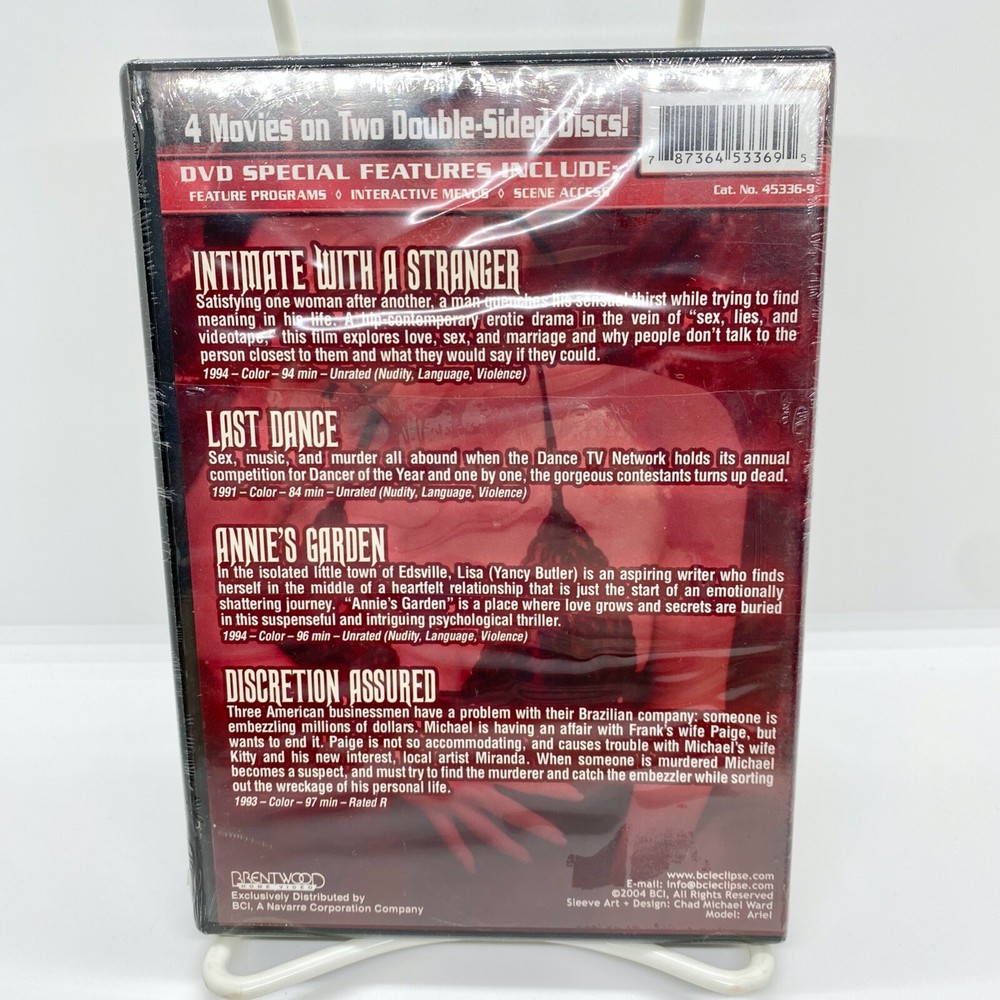 4 Movies on Two Double-Sided Discs!
7 87364 53369 5
DVD SPECIAL FEATURES INCLUDE:
FEATURE PROGRAMS ◊ INTERACTIVE MENUS ◊ SCENE ACCESS
Cat. No. 45336-9
INTIMATE WITH A STRANGER
Satisfying one woman after another, a man quenches his sensual thirst while trying to find
meaning in his life. A hip-contemporary erotic drama in the vein of “sex, lies, and
videotape,” this film explores love, sex, and marriage and why people don’t talk to the
person closest to them and what they would say if they could.
1994 – Color – 94 min – Unrated (Nudity, Language, Violence)
LAST DANCE
Sex, music, and murder all abound when the Dance TV Network holds its annual
competition for Dancer of the Year and one by one, the gorgeous contestants turns up dead.
1991 – Color – 84 min – Unrated (Nudity, Language, Violence)
ANNIE’S GARDEN
In the isolated little town of Edsville, Lisa (Yancy Butler) is an aspiring writer who finds
herself in the middle of a heartfelt relationship that is just the start of an emotionally
shattering journey. “Annie’s Garden” is a place where love grows and secrets are buried
in this suspenseful and intriguing psychological thriller.
1994 – Color – 96 min – Unrated (Nudity, Language, Violence)
DISCRETION ASSURED
Three American businessmen have a problem with their Brazilian company: someone is
embezzling millions of dollars. Michael is having an affair with Frank’s wife Paige, but
wants to end it. Paige is not so accommodating, and causes trouble with Michael’s wife
Kitty and his new interest, local artist Miranda. When someone is murdered Michael
becomes a suspect, and must try to find the murderer and catch the embezzler while sorting
out the wreckage of his personal life.
1993 – Color – 97 min – Rated R
BRENTWOOD
HOME VIDEO
Exclusively Distributed by
BCI, A Navarre Corporation Company
www.bcieclipse.com
E-mail: info@bcieclipse.com
©2004 BCI, All Rights Reserved
Sleeve Art + Design: Chad Michael Ward
Model: Ariel